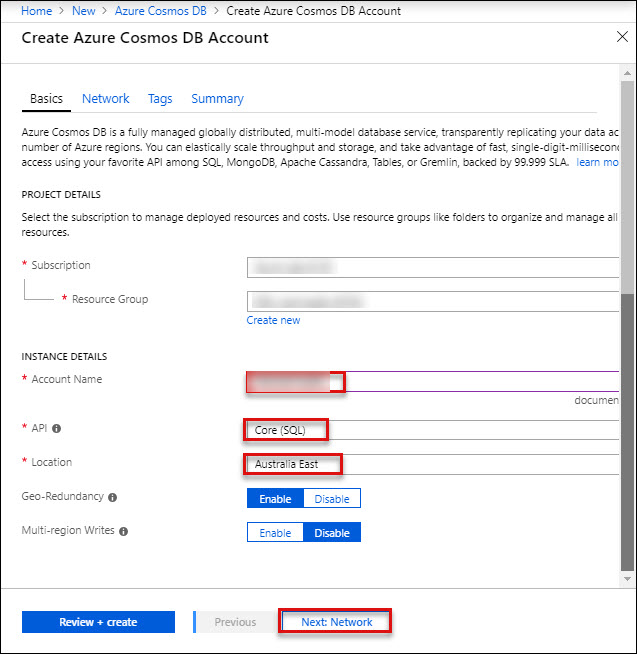 Home > New > Azure Cosmos DB > Create Azure Cosmos DB Account
Create Azure Cosmos DB Account
Basics Network Tags Summary
Azure Cosmos DB is a fully managed globally distributed, multi-model database service, transparently replicating your data ac
number of Azure regions. You can elastically scale throughput and storage, and take advantage of fast, single-digit-millisecond
access using your favorite API among SQL, MongoDB, Apache Cassandra, Tables, or Gremlin, backed by 99.999 SLA. learn mo
PROJECT DETAILS
Select the subscription to manage deployed resources and costs. Use resource groups like folders to organize and manage all
resources.
* Subscription
* Resource Group
Create new
INSTANCE DETAILS
* Account Name
documen
* API
Core (SQL)
* Location
Australia East
Geo-Redundancy
Enable Disable
Multi-region Writes
Enable Disable
Review + create Previous Next: Network